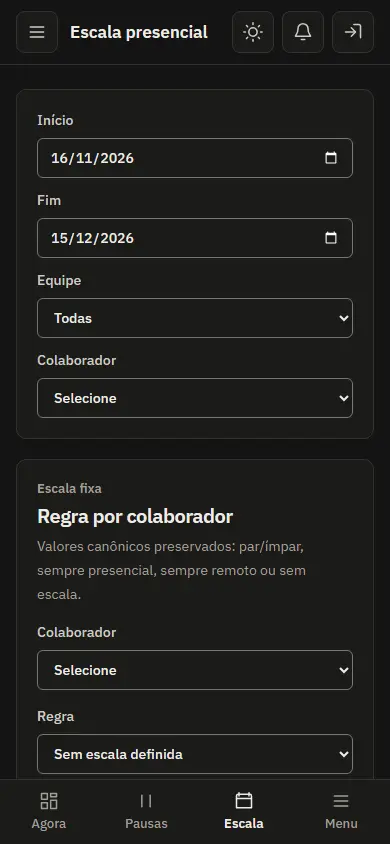 Escala presencial
Início
16/11/2026
Fim
15/12/2026
Equipe
Todas
Colaborador
Selecione
Escala fixa
Regra por colaborador
Valores canônicos preservados: par/ímpar,
sempre presencial, sempre remoto ou sem
escala.
Colaborador
Selecione
Regra
Sem escala definida
Agora
Pausas
Escala
Menu